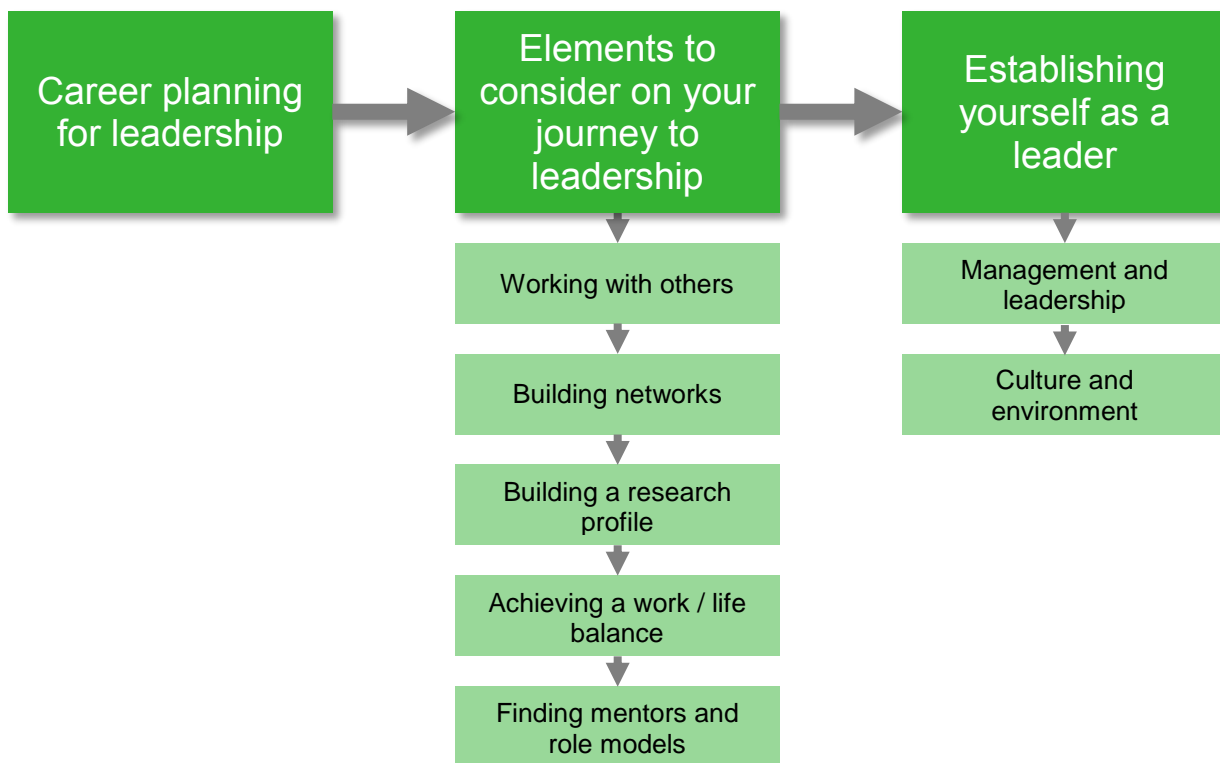 Career planning
for leadership
Elements to
consider on your
journey to
leadership
Working with others
Building networks
Building a research
profile
Achieving a work / life
balance
Finding mentors and
role models
Establishing
yourself as a
leader
Management and
leadership
Culture and
environment